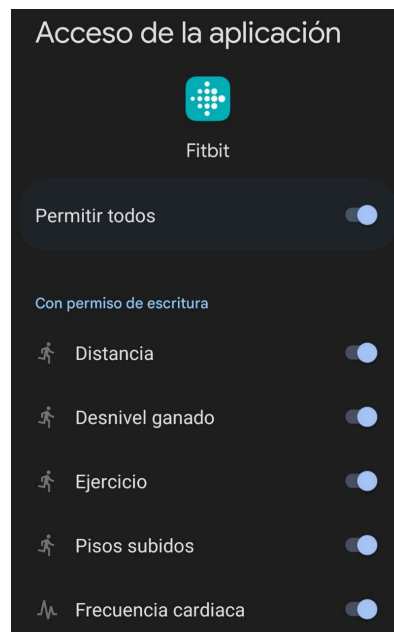 Acceso de la aplicación
Fitbit
Permitir todos
Con permiso de escritura
Distancia
Desnivel ganado
Ejercicio
Pisos subidos
Frecuencia cardiaca